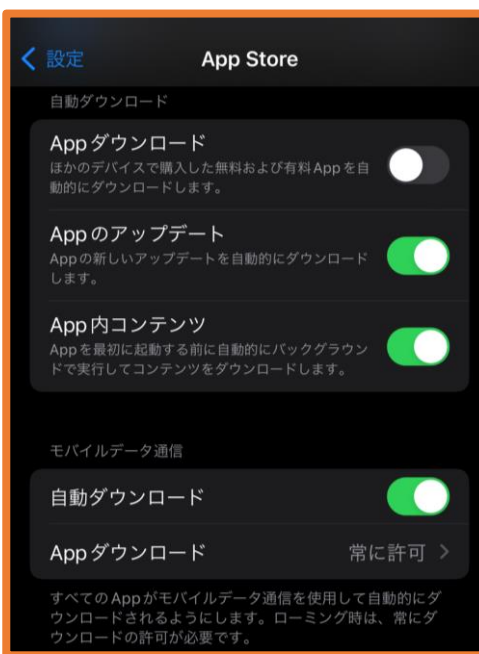 設定
App Store
自動ダウンロード
Appダウンロード
ほかのデバイスで購入した無料および有料Appを自
動的にダウンロードします。
Appのアップデート
Appの新しいアップデートを自動的にダウンロード
します。
App内コンテンツ
Appを最初に起動する前に自動的にバックグラウン
ドで実行してコンテンツをダウンロードします。
モバイルデータ通信
自動ダウンロード
Appダウンロード 常に許可
すべてのAppがモバイルデータ通信を使用して自動的にダ
ウンロードされるようにします。ローミング時は、常にダ
ウンロードの許可が必要です。